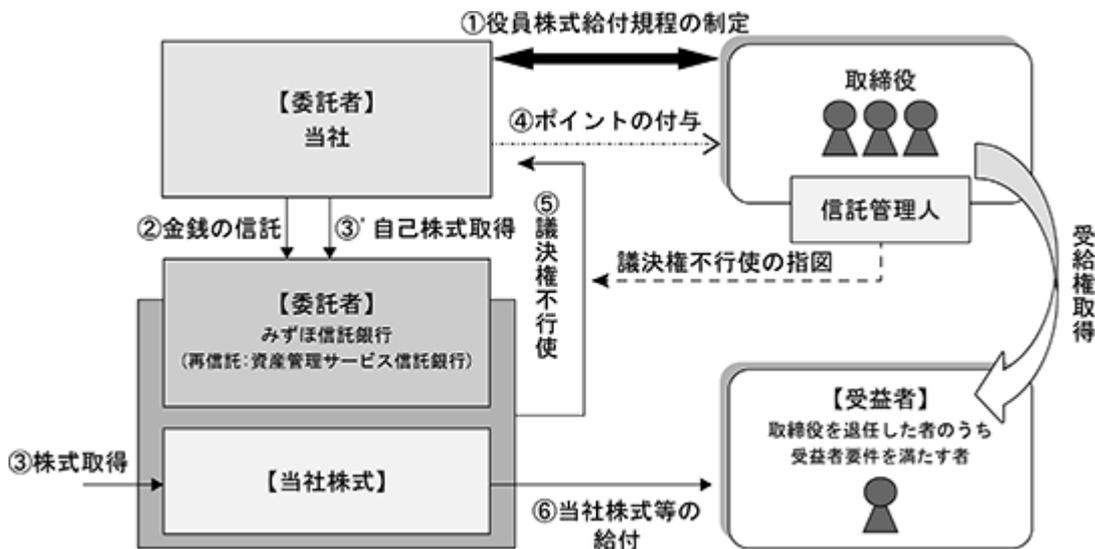 ①役員株式給付規程の制定
【委託者】
当社
取締役
④ポイントの付与
信託管理人
②金銭の信託
③’自己株式取得
⑤議決権不行使
議決権不行使の指図
受給権取得
【委託者】
みずほ信託銀行
（再信託：資産管理サービス信託銀行）
【受益者】
取締役を退任した者のうち
受益者要件を満たす者
③株式取得
【当社株式】
⑥当社株式等の
給付